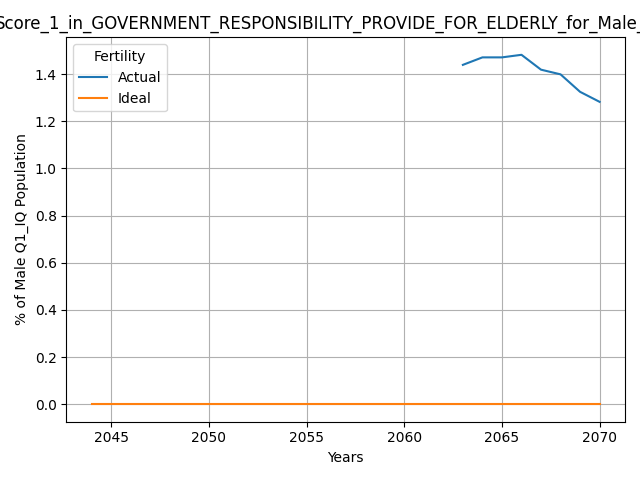 Score_1_in_GOVERNMENT_RESPONSIBILITY_PROVIDE_FOR_ELDERLY_for_Male_
Fertility
Actual
Ideal
% of Male Q1_IQ Population
1.4
1.2
1.0
0.8
0.6
0.4
0.2
0.0
2045 2050 2055 2060 2065 2070
Years